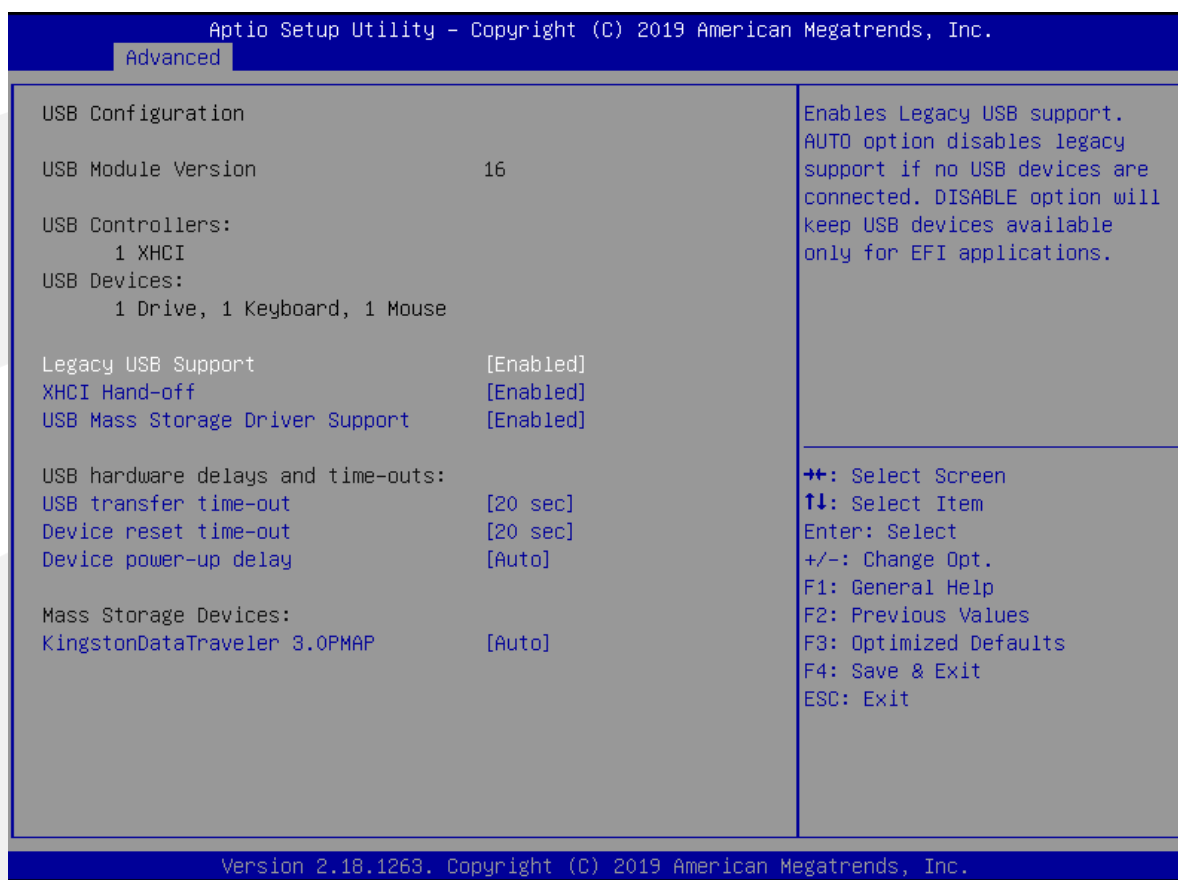 Aptio Setup Utility – Copyright (C) 2019 American Megatrends, Inc.
Advanced
USB Configuration
USB Module Version 16
USB Controllers:
1 XHCI
USB Devices:
1 Drive, 1 Keyboard, 1 Mouse
Legacy USB Support [Enabled]
XHCI Hand-off [Enabled]
USB Mass Storage Driver Support [Enabled]
USB hardware delays and time-outs:
USB transfer time-out [20 sec]
Device reset time-out [20 sec]
Device power-up delay [Auto]
Mass Storage Devices:
KingstonDataTraveler 3.0PMAP [Auto]
Enables Legacy USB support.
AUTO option disables legacy
support if no USB devices are
connected. DISABLE option will
keep USB devices available
only for EFI applications.
→←: Select Screen
↑↓: Select Item
Enter: Select
+/-: Change Opt.
F1: General Help
F2: Previous Values
F3: Optimized Defaults
F4: Save & Exit
ESC: Exit
Version 2.18.1263. Copyright (C) 2019 American Megatrends, Inc.